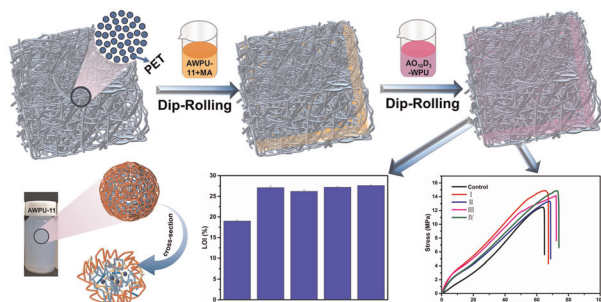 PET
AWPU-
11+MA
Dip-Rolling
AO₁₀D₃
-WPU
Dip-Rolling
AWPU-11
cross-section
LOI (%)
30
25
20
15
10
5
0
Stress (MPa)
16
14
12
10
8
6
4
2
0
Control
I
II
III
IV
0 20 40 60 80 100